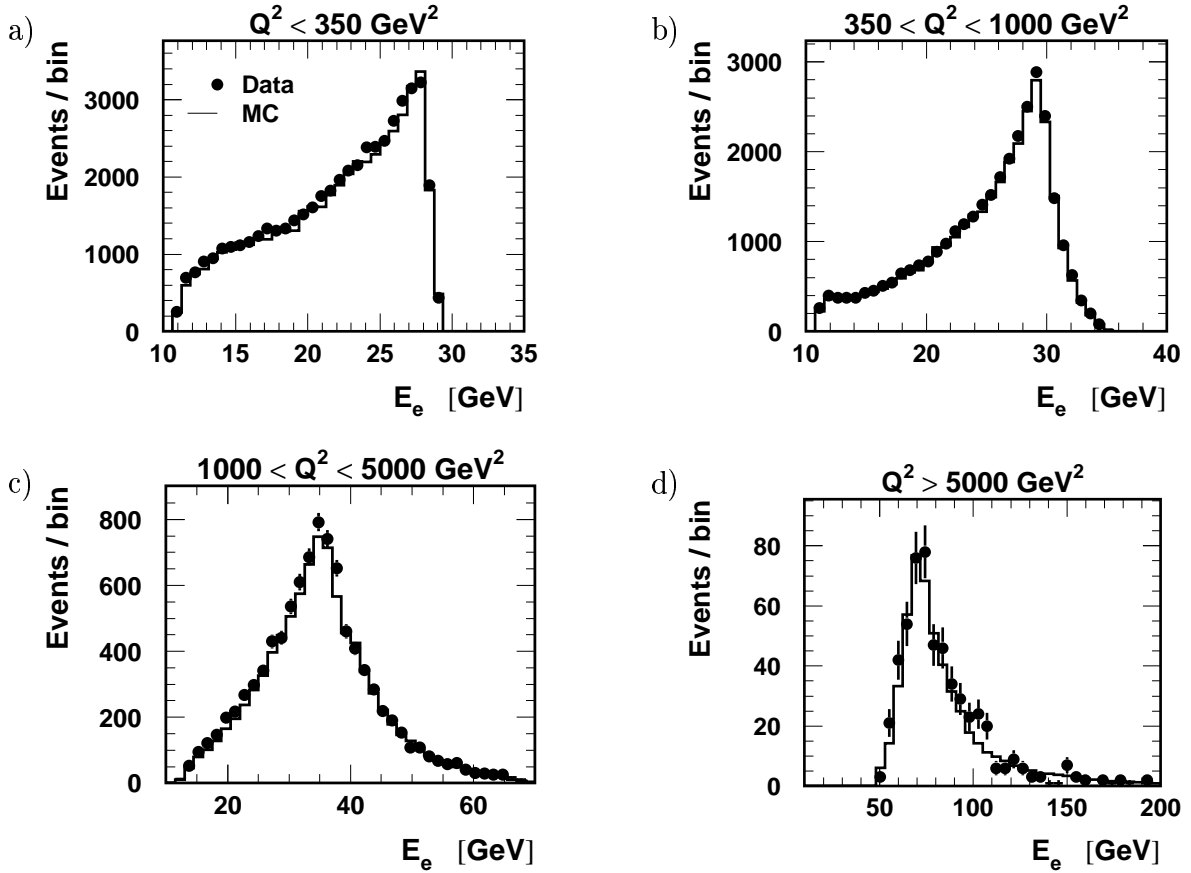 a) Q² < 350 GeV²
Events / bin
3000
2000
1000
0
Data
MC
10 15 20 25 30 35
E_e [GeV]
b) 350 < Q² < 1000 GeV²
Events / bin
3000
2000
1000
0
10 20 30 40
E_e [GeV]
c) 1000 < Q² < 5000 GeV²
Events / bin
800
600
400
200
0
20 40 60
E_e [GeV]
d) Q² > 5000 GeV²
Events / bin
80
60
40
20
0
50 100 150 200
E_e [GeV]